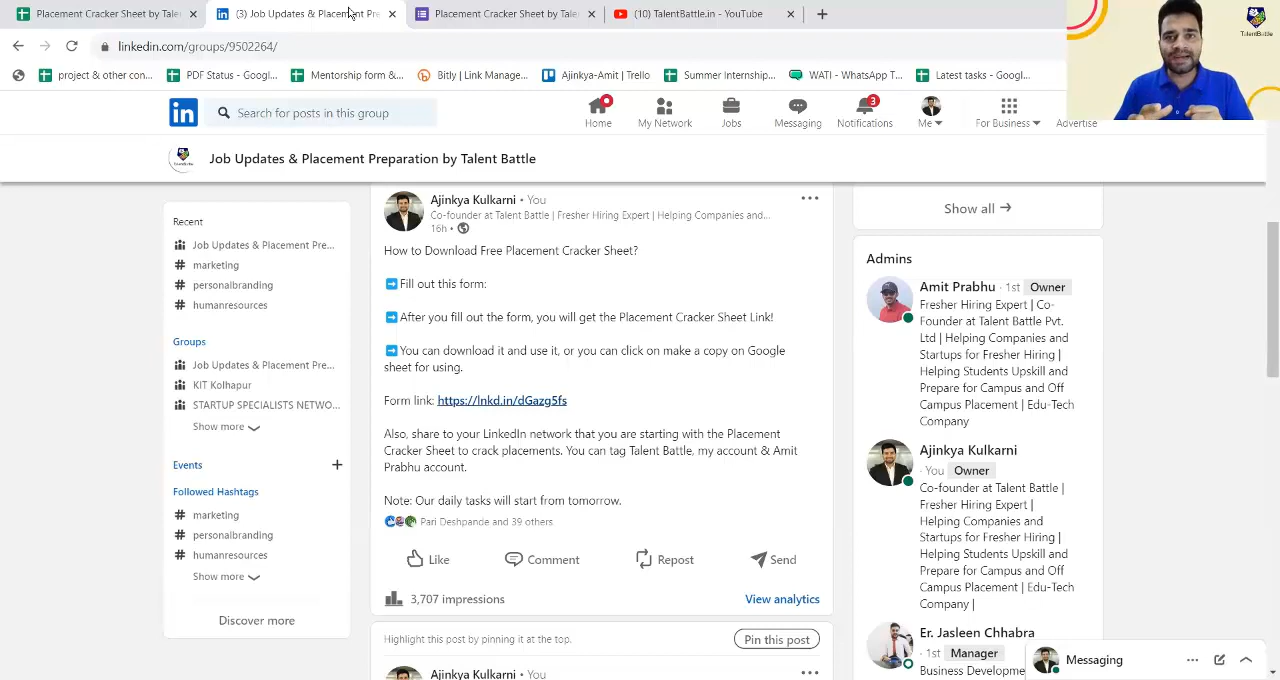 Placement Cracker Sheet by Tale
(3) Job Updates & Placement Pre
Placement Cracker Sheet by Tale
(10) TalentBattle.in - YouTube
linkedin.com/groups/9502264/
TalentBattle
project & other con...
PDF Status - Googl...
Mentorship form &...
Bitly | Link Manage...
Ajinkya-Amit | Trello
Summer Internship...
WATI - WhatsApp T...
Latest tasks - Googl...
in
Search for posts in this group
3
Home
My Network
Jobs
Messaging
Notifications
Me
For Business
Advertise
Job Updates & Placement Preparation by Talent Battle
Recent
Job Updates & Placement Pre...
# marketing
# personalbranding
# humanresources
Groups
Job Updates & Placement Pre...
KIT Kolhapur
STARTUP SPECIALISTS NETWO...
Show more
Events
Followed Hashtags
# marketing
# personalbranding
# humanresources
Show more
Discover more
Ajinkya Kulkarni • You
Co-founder at Talent Battle | Fresher Hiring Expert | Helping Companies and...
16h •
How to Download Free Placement Cracker Sheet?
Fill out this form:
After you fill out the form, you will get the Placement Cracker Sheet Link!
You can download it and use it, or you can click on make a copy on Google
sheet for using.
Form link: https://lnkd.in/dGazg5fs
Also, share to your LinkedIn network that you are starting with the Placement
Cracker Sheet to crack placements. You can tag Talent Battle, my account & Amit
Prabhu account.
Note: Our daily tasks will start from tomorrow.
Pari Deshpande and 39 others
Like
Comment
Repost
Send
3,707 impressions
View analytics
Highlight this post by pinning it at the top.
Pin this post
Ajinkya Kulkarni • You
Show all
Admins
Amit Prabhu · 1st Owner
Fresher Hiring Expert | Co-
Founder at Talent Battle Pvt.
Ltd | Helping Companies and
Startups for Fresher Hiring |
Helping Students Upskill and
Prepare for Campus and Off
Campus Placement | Edu-Tech
Company
Ajinkya Kulkarni
· You Owner
Co-founder at Talent Battle |
Fresher Hiring Expert |
Helping Companies and
Startups for Fresher Hiring |
Helping Students Upskill and
Prepare for Campus and Off
Campus Placement | Edu-Tech
Company |
Er. Jasleen Chhabra
· 1st Manager
Business Developme
Messaging